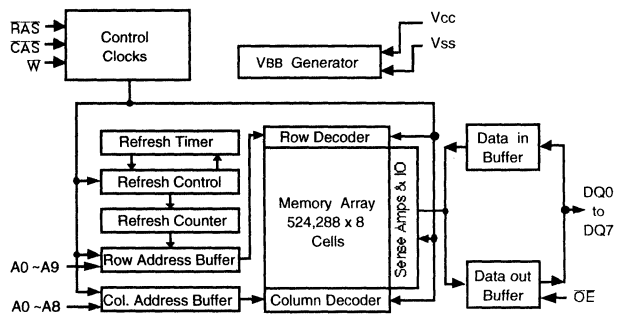 RAS
CAS
W
Control
Clocks
VBB Generator
Vcc
Vss
Refresh Timer
Refresh Control
Refresh Counter
Row Address Buffer
Col. Address Buffer
A0 ~A9
A0 ~A8
Row Decoder
Memory Array
524,288 x 8
Cells
Column Decoder
Sense Amps & IO
Data in
Buffer
Data out
Buffer
DQ0
to
DQ7
OE